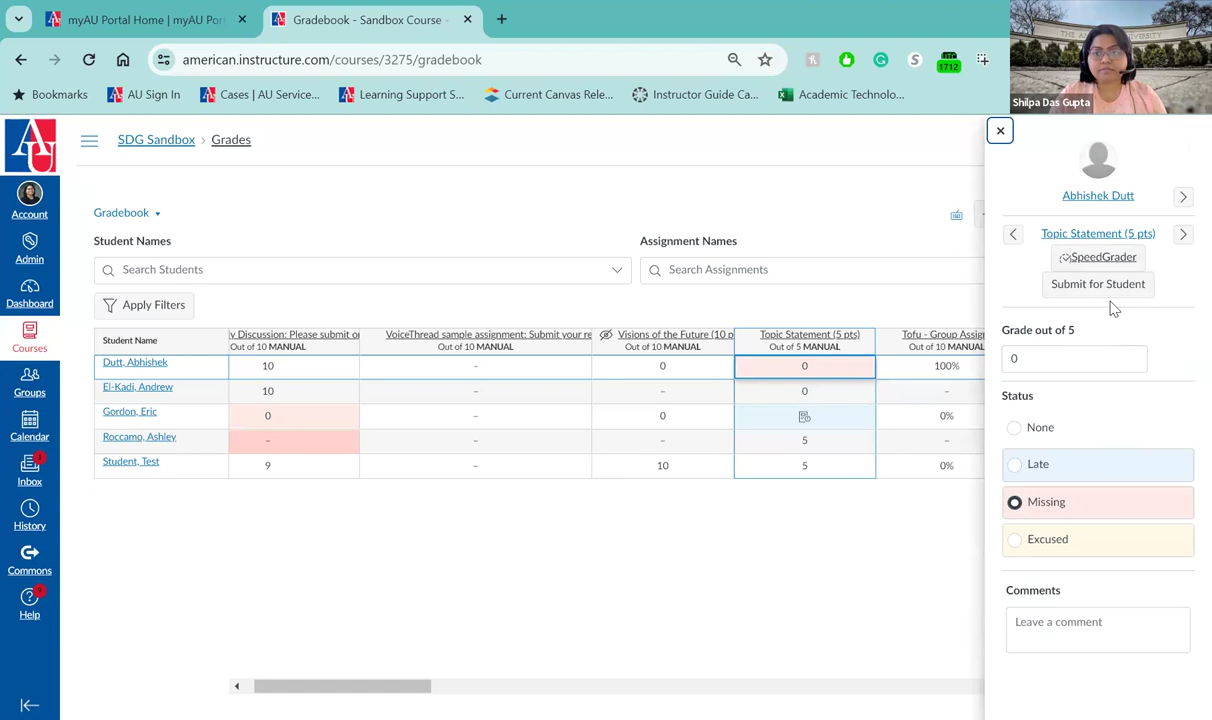 myAU Portal Home | myAU Por
Gradebook - Sandbox Course -
american.instructure.com/courses/3275/gradebook
1712
Bookmarks
AU Sign In
Cases | AU Service...
Learning Support S...
Current Canvas Rele...
Instructor Guide Ca...
Academic Technolo...
Shilpa Das Gupta
SDG Sandbox > Grades
Account
Admin
Dashboard
Courses
Groups
Calendar
Inbox
History
Commons
Help
Gradebook
Student Names
Assignment Names
Search Students
Search Assignments
Apply Filters
Student Name
y Discussion: Please submit or
Out of 10 MANUAL
VoiceThread sample assignment: Submit your re
Out of 10 MANUAL
Visions of the Future (10 p
Out of 10 MANUAL
Topic Statement (5 pts)
Out of 5 MANUAL
Tofu - Group Assig
Out of 10 MANUAL
Dutt, Abhishek 10 – 0 0 100%
El-Kadi, Andrew 10 – – 0 –
Gordon, Eric 0 – 0 0%
Roccamo, Ashley – – – 5 –
Student, Test 9 – 10 5 0%
Abhishek Dutt
Topic Statement (5 pts)
SpeedGrader
Submit for Student
Grade out of 5
0
Status
None
Late
Missing
Excused
Comments
Leave a comment